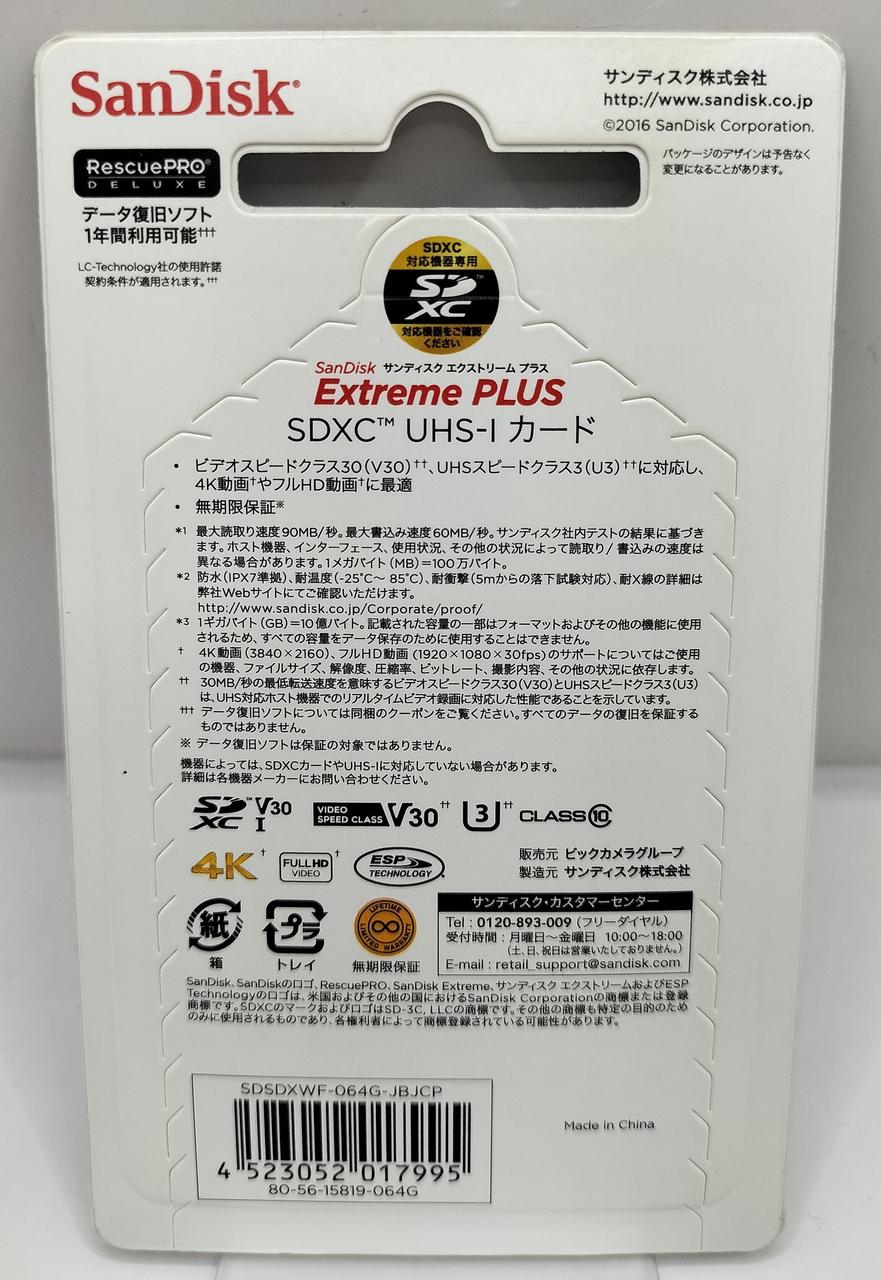 SanDisk®
サンディスク株式会社
http://www.sandisk.co.jp
©2016 SanDisk Corporation.
パッケージのデザインは予告なく
変更になることがあります。
RescuePRO®
DELUXE
データ復旧ソフト
1年間利用可能†††
LC-Technology社の使用許諾
契約条件が適用されます。†††
SDXC
対応機器専用
SD™
XC
対応機器をご確認
ください
SanDisk サンディスク エクストリーム プラス
Extreme PLUS
SDXC™ UHS-I カード
• ビデオスピードクラス30(V30)††、UHSスピードクラス3(U3)††に対応し、
4K動画†やフルHD動画†に最適
• 無期限保証※
*1 最大読取り速度90MB/秒。最大書込み速度60MB/秒。サンディスク社内テストの結果に基づき
ます。ホスト機器、インターフェース、使用状況、その他の状況によって読取り/書込みの速度は
異なる場合があります。1メガバイト(MB)=100万バイト。
*2 防水(IPX7準拠)、耐温度(-25℃～85℃)、耐衝撃(5mからの落下試験対応)、耐X線の詳細は
弊社Webサイトにてご確認いただけます。
http://www.sandisk.co.jp/Corporate/proof/
*3 1ギガバイト(GB)=10億バイト。記載された容量の一部はフォーマットおよびその他の機能に使用
されるため、すべての容量をデータ保存のために使用することはできません。
† 4K動画(3840×2160)、フルHD動画(1920×1080×30fps)のサポートについてはご使用
の機器、ファイルサイズ、解像度、圧縮率、ビットレート、撮影内容、その他の状況に依存します。
†† 30MB/秒の最低転送速度を意味するビデオスピードクラス30(V30)とUHSスピードクラス3(U3)
は、UHS対応ホスト機器でのリアルタイムビデオ録画に対応した性能であることを示しています。
††† データ復旧ソフトについては同梱のクーポンをご覧ください。すべてのデータの復旧を保証する
ものではありません。
※ データ復旧ソフトは保証の対象ではありません。
機器によっては、SDXCカードやUHS-Iに対応していない場合があります。
詳細は各機器メーカーにお問い合わせください。
SD™ XC V30 I VIDEO SPEED CLASS V30†† U3†† CLASS 10
4K† FULL HD VIDEO† ESP TECHNOLOGY
販売元 ビックカメラグループ
製造元 サンディスク株式会社
紙 箱
プラ トレイ
LIFETIME LIMITED WARRANTY 無期限保証
サンディスク・カスタマーセンター
Tel : 0120-893-009 (フリーダイヤル)
受付時間 : 月曜日～金曜日 10:00～18:00
(土、日、祝日は営業いたしておりません。)
E-mail : retail_support@sandisk.com
SanDisk、SanDiskのロゴ、RescuePRO、SanDisk Extreme、サンディスク エクストリームおよびESP
Technologyのロゴは、米国およびその他の国におけるSanDisk Corporationの商標または登録
商標です。SDXCのマークおよびロゴはSD-3C, LLCの商標です。その他の商標も特定の目的のため
のみに使用されるものであり、各権利者によって商標登録されている可能性があります。
SDSDXWF-064G-JBJCP
4 523052 017995
80-56-15819-064G
Made in China